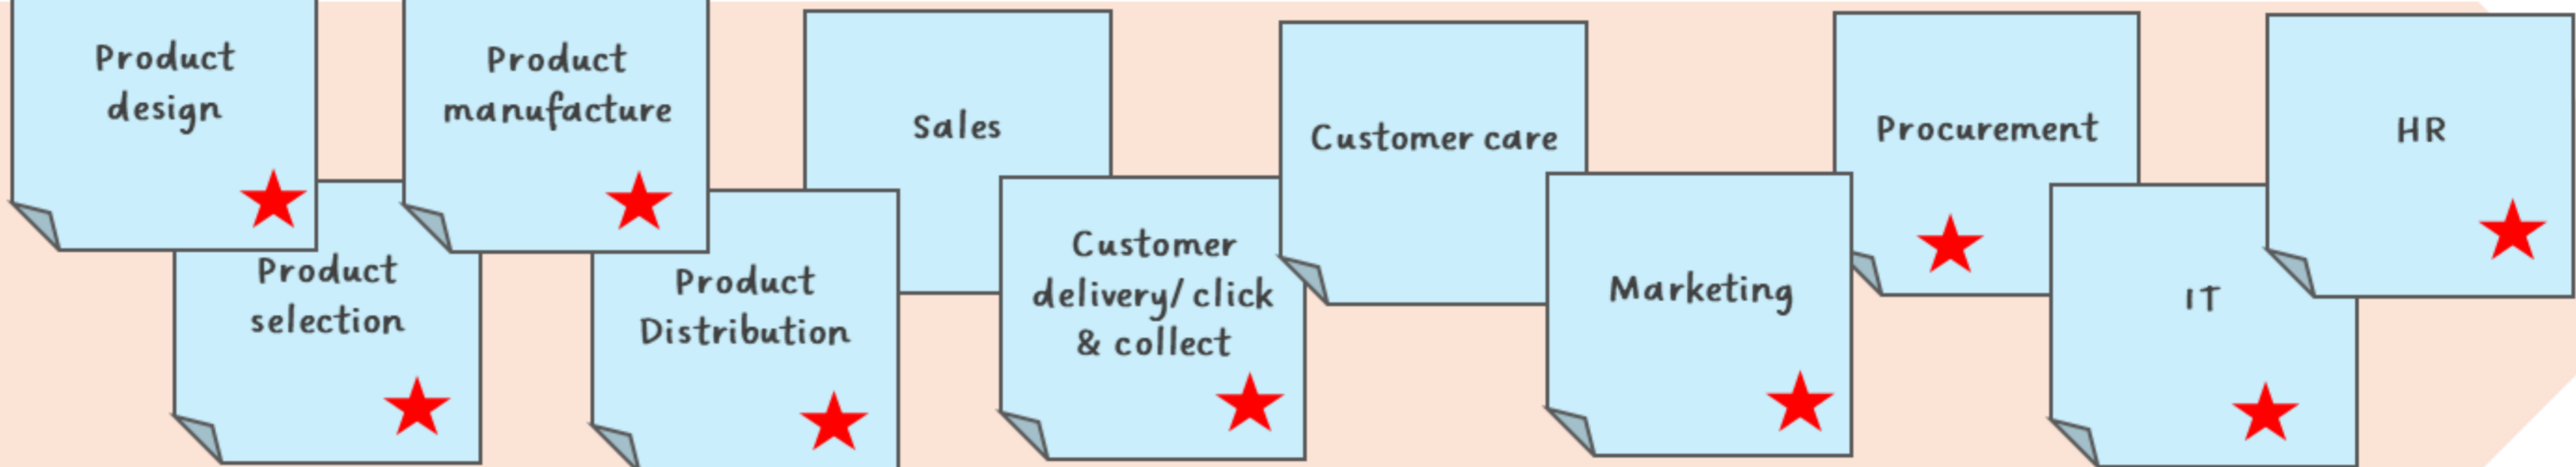 Product
design
Product
selection
Product
manufacture
Product
Distribution
Sales
Customer
delivery/ click
& collect
Customer care
Marketing
Procurement
IT
HR